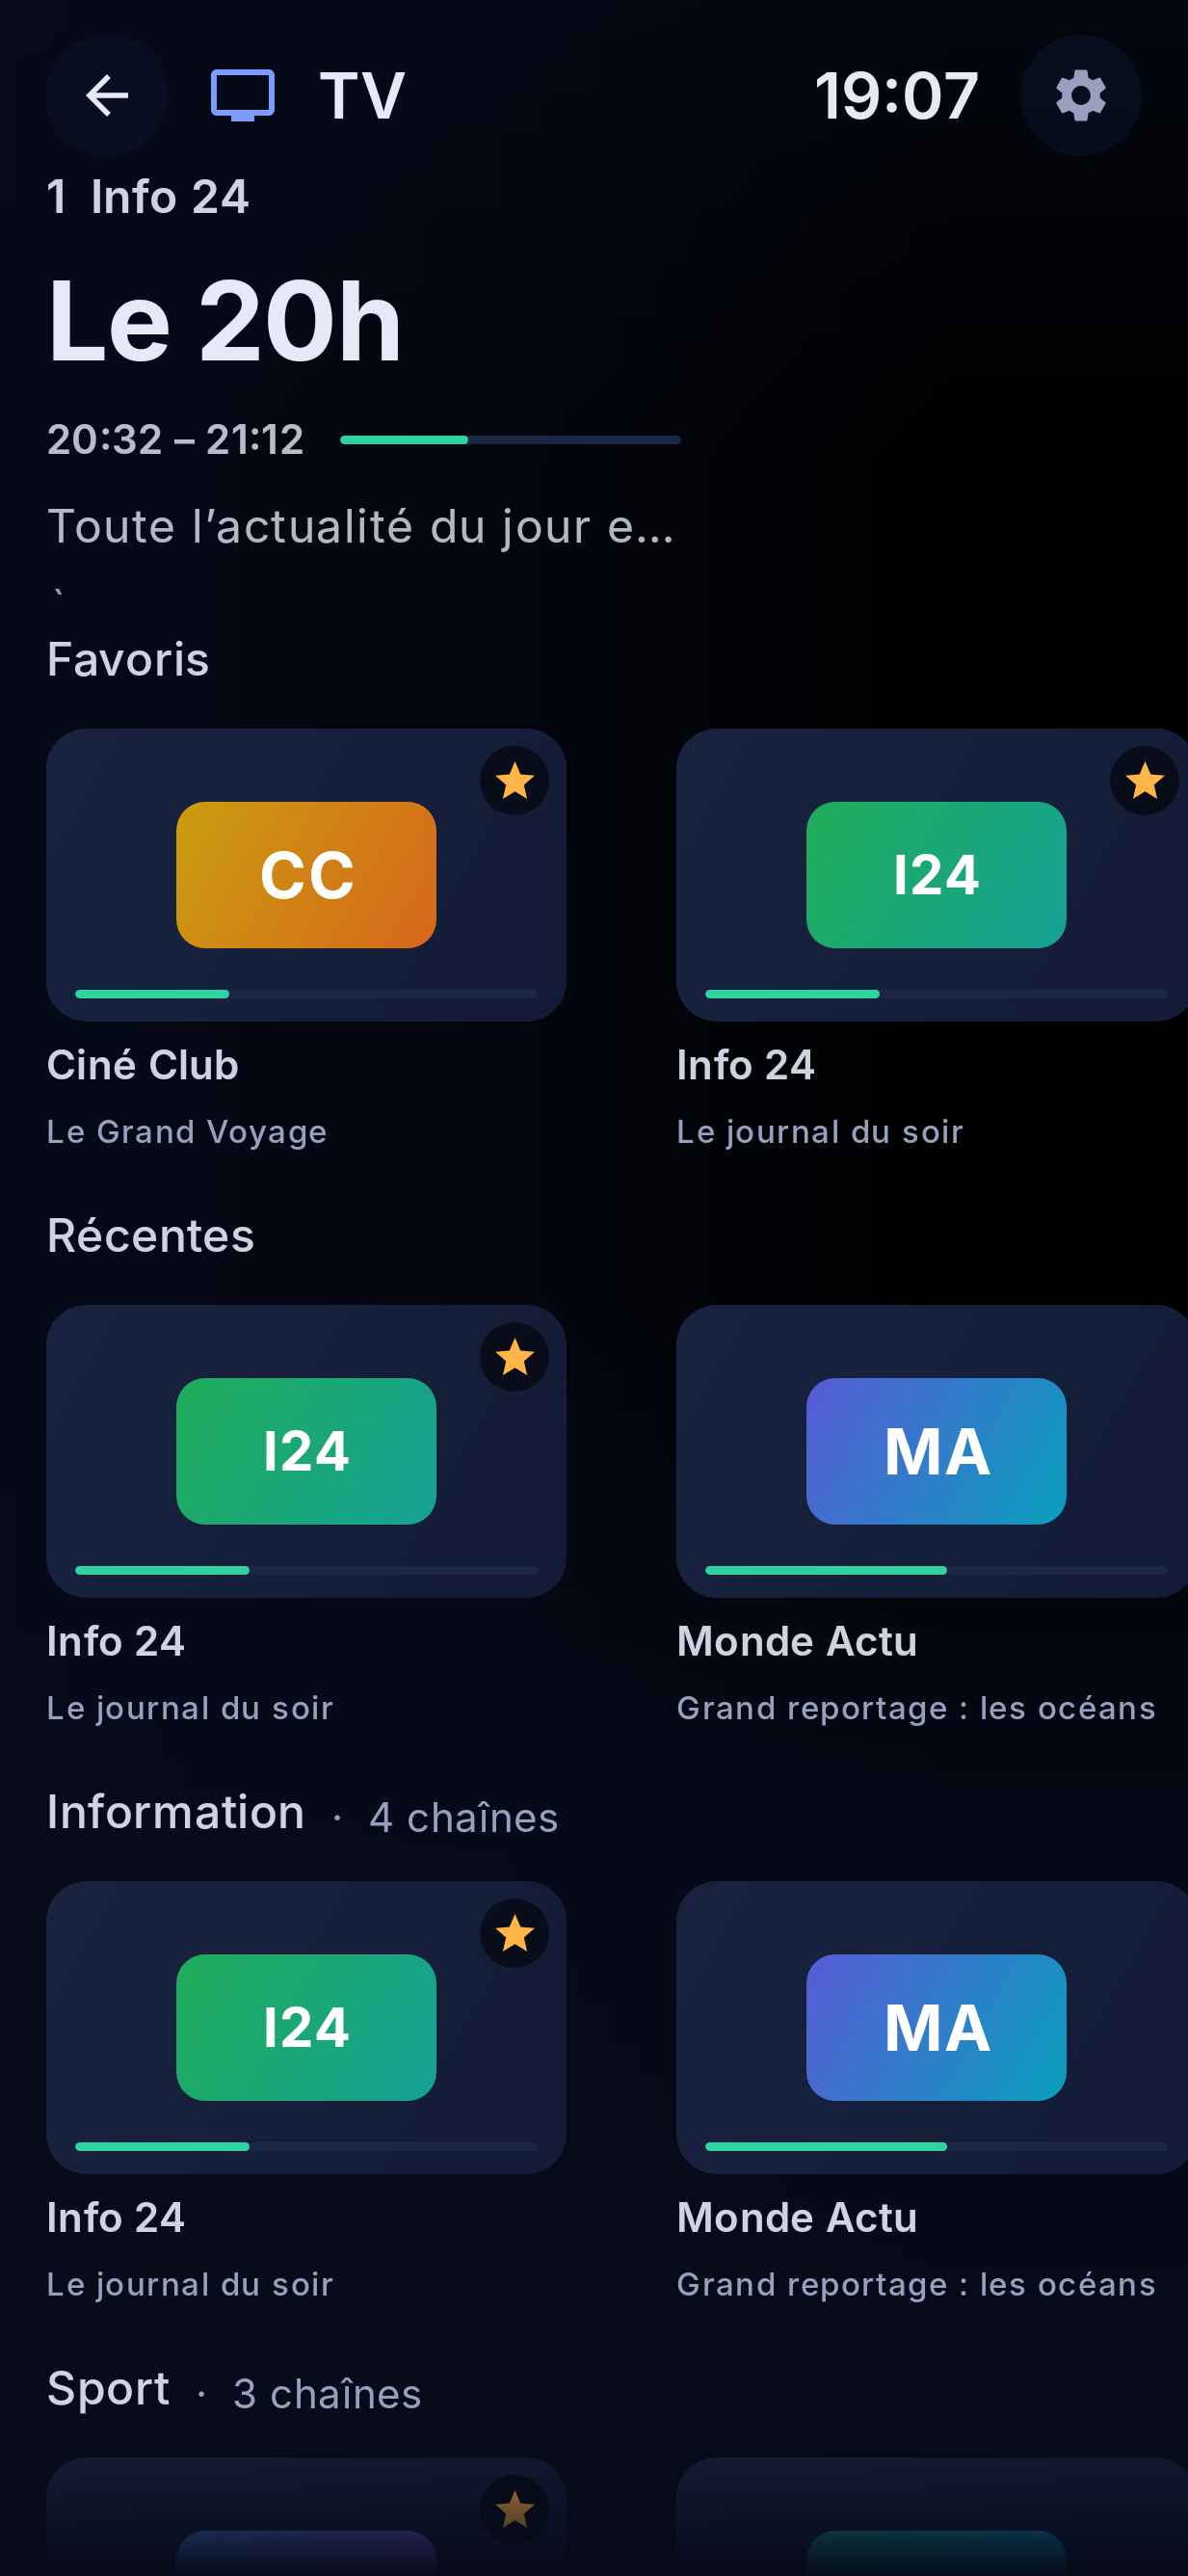 TV 19:07
1 Info 24
Le 20h
20:32 – 21:12
Toute l’actualité du jour e…
Favoris
CC I24
Ciné Club Info 24
Le Grand Voyage Le journal du soir
Récentes
I24 MA
Info 24 Monde Actu
Le journal du soir Grand reportage : les océans
Information · 4 chaînes
I24 MA
Info 24 Monde Actu
Le journal du soir Grand reportage : les océans
Sport · 3 chaînes